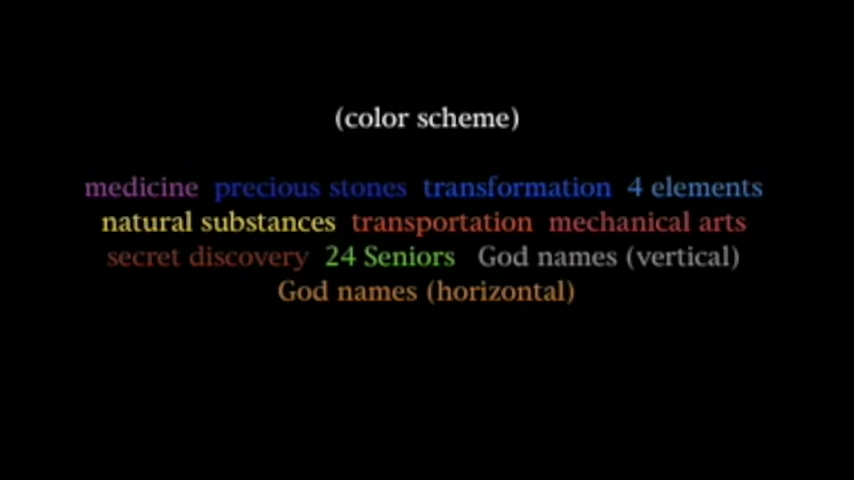 (color scheme)
medicine precious stones transformation 4 elements
natural substances transportation mechanical arts
secret discovery 24 Seniors God names (vertical)
God names (horizontal)